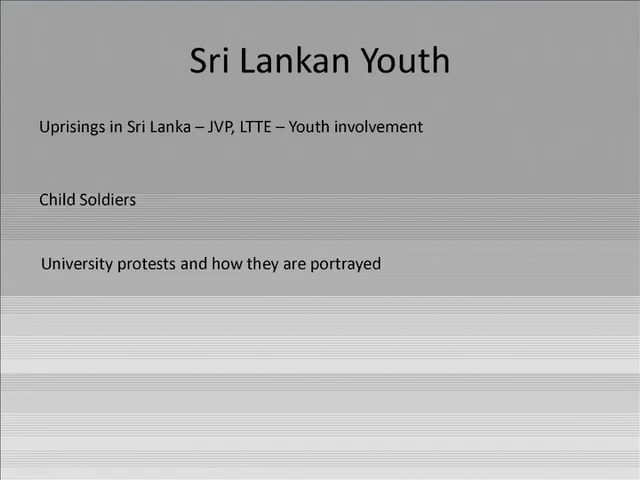 Sri Lankan Youth
Uprisings in Sri Lanka – JVP, LTTE – Youth involvement
Child Soldiers
University protests and how they are portrayed